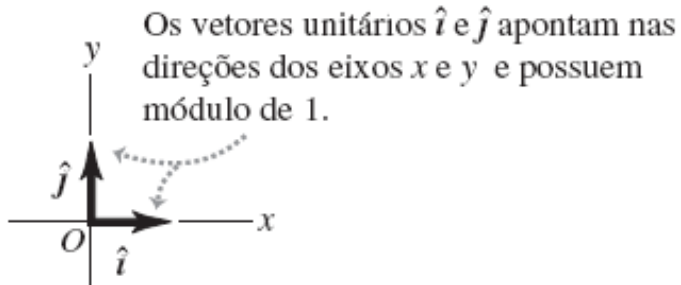 Os vetores unitários î e ĵ apontam nas
direções dos eixos x e y e possuem
módulo de 1.
y
ĵ
x
O
î